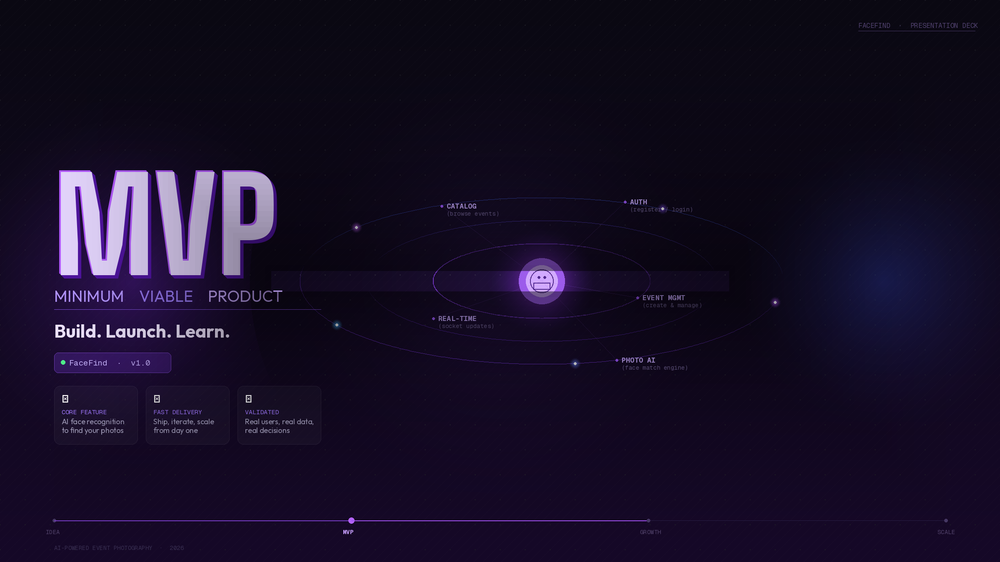 FACEFIND · PRESENTATION DECK
MVP
MINIMUM VIABLE PRODUCT
Build. Launch. Learn.
FaceFind · v1.0
CORE FEATURE
AI face recognition
to find your photos
FAST DELIVERY
Ship, iterate, scale
from day one
VALIDATED
Real users, real data,
real decisions
CATALOG
(browse events)
AUTH
(register / login)
EVENT MGMT
(create & manage)
REAL-TIME
(socket updates)
PHOTO AI
(face match engine)
IDEA
MVP
GROWTH
SCALE
AI-POWERED EVENT PHOTOGRAPHY · 2026